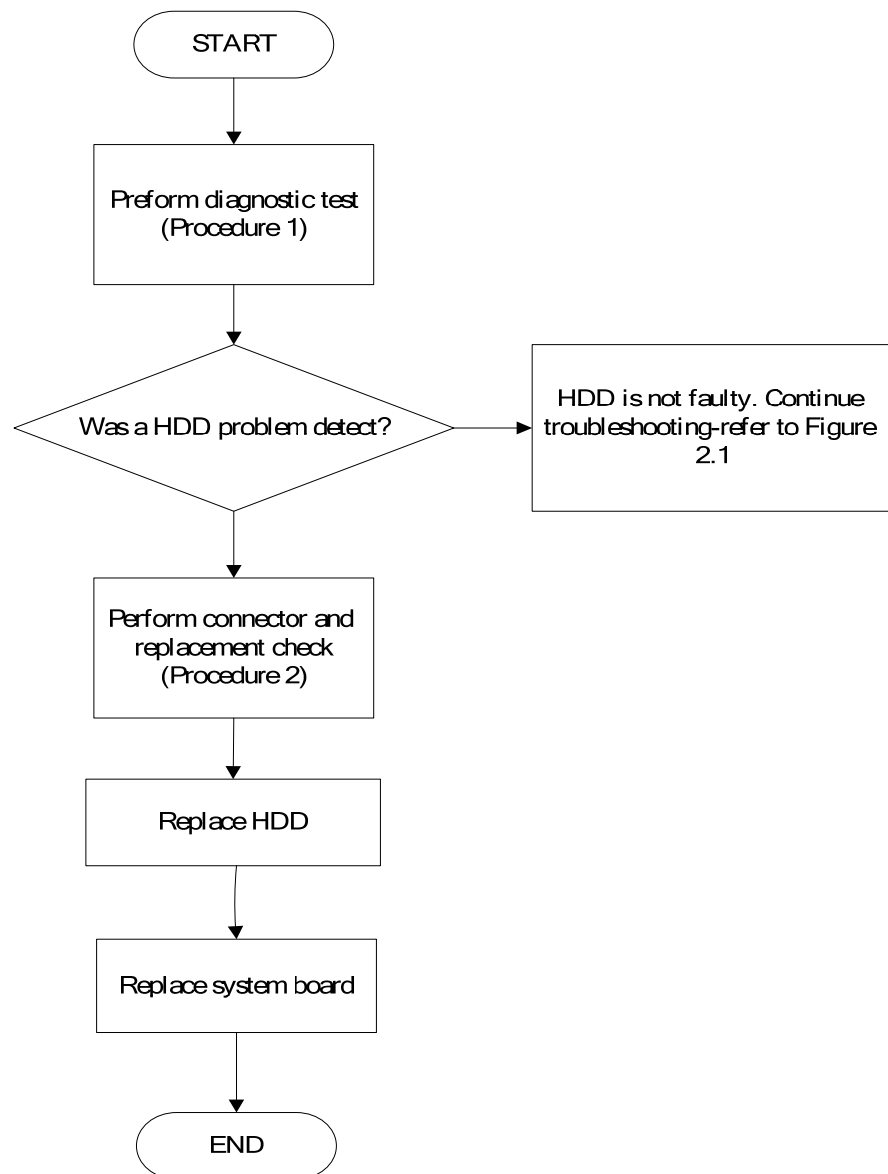 START
Preform diagnostic test
(Procedure 1)
Was a HDD problem detect?
HDD is not faulty. Continue
troubleshooting-refer to Figure
2.1
Perform connector and
replacement check
(Procedure 2)
Replace HDD
Replace system board
END